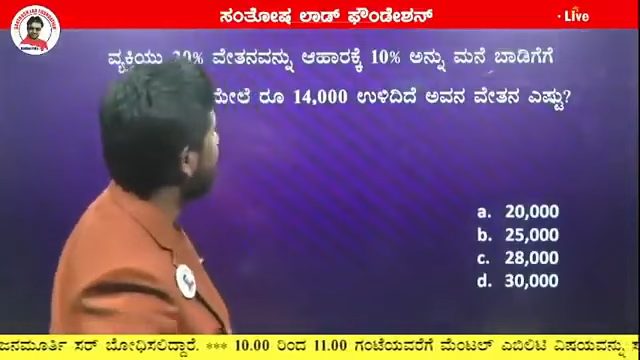 ಸಂತೋಷ ಲಾಡ್ ಫೌಂಡೇಶನ್
Live
ವ್ಯಕ್ತಿಯು ವೇತನವನ್ನು ಆಹಾರಕ್ಕೆ 10% ಅನ್ನು ಮನೆ ಬಾಡಿಗೆಗೆ
ಮೇಲೆ ರೂ 14,000 ಉಳಿದಿದೆ ಅವನ ವೇತನ ಎಷ್ಟು?
a. 20,000
b. 25,000
c. 28,000
d. 30,000
ಜನಮೂರ್ತಿ ಸರ್ ಬೋಧಿಸಲಿದ್ದಾರೆ. *** 10.00 ರಿಂದ 11.00 ಗಂಟೆಯವರೆಗೆ ಮೆಂಟಲ್ ಎಬಿಲಿಟಿ ವಿಷಯವನ್ನು